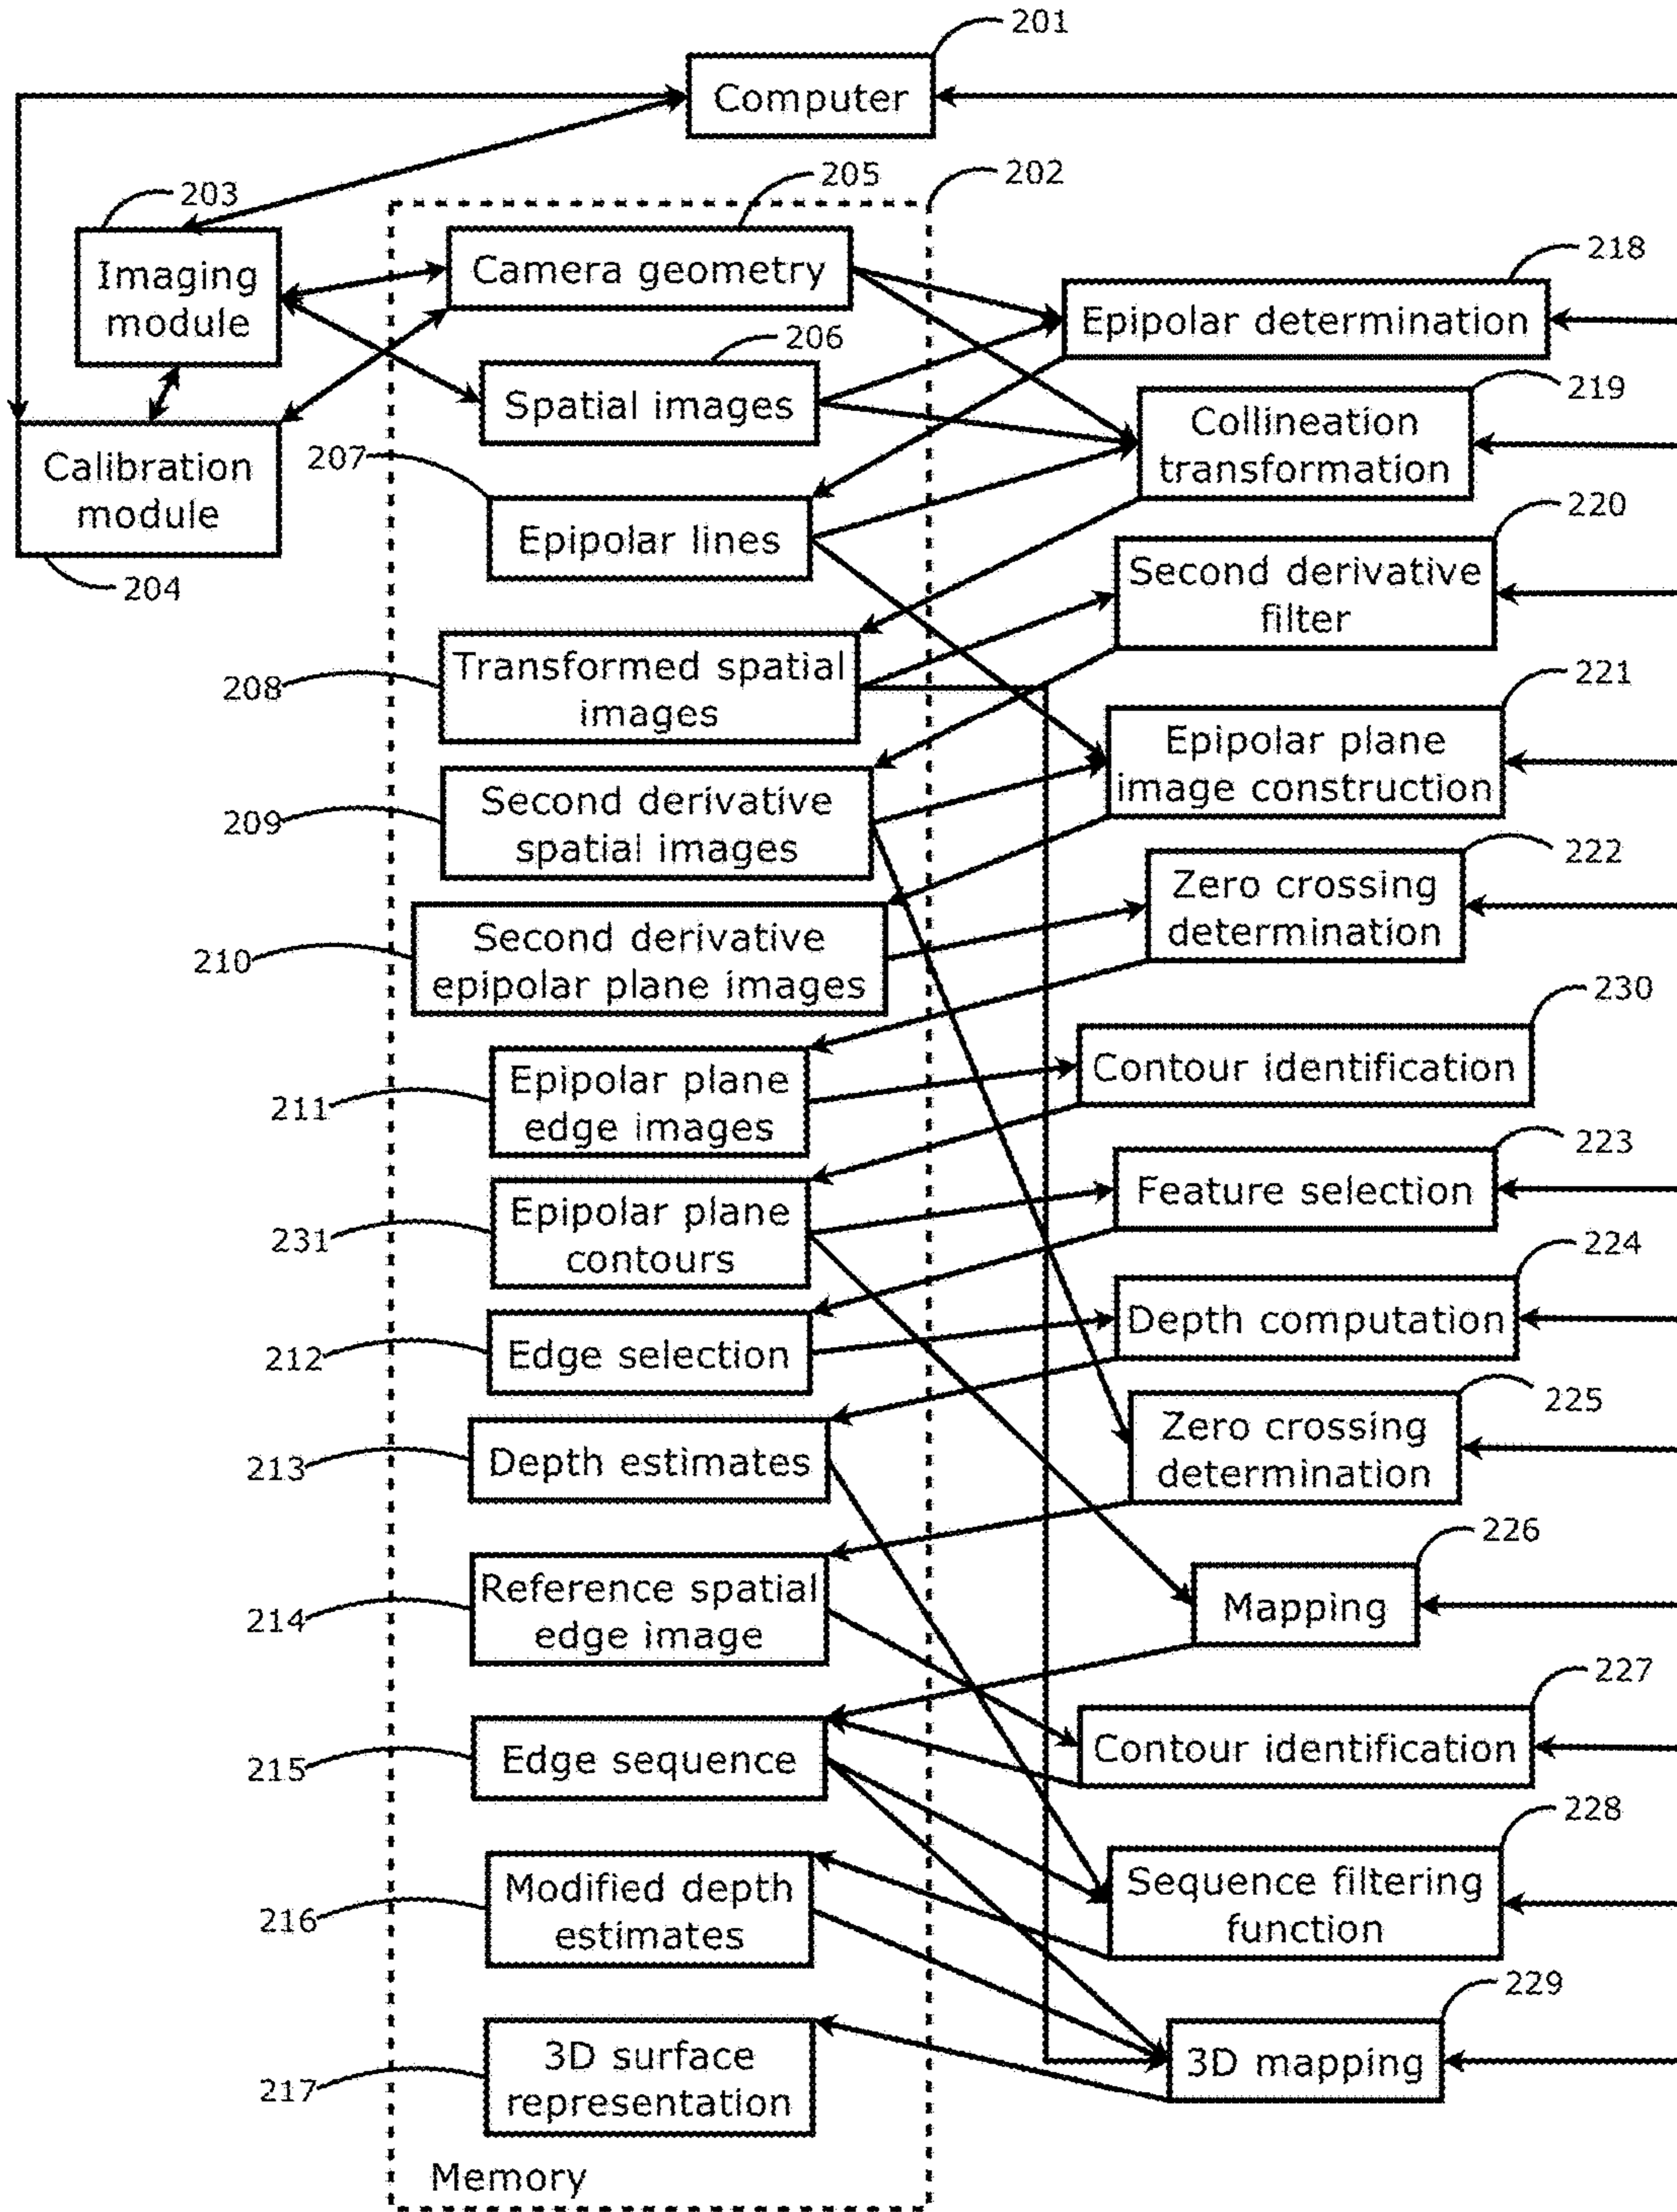 201
Computer
203
205
202
Imaging
module
Camera geometry
218
Epipolar determination
206
Spatial images
219
Collineation
transformation
207
Calibration
module
204
Epipolar lines
220
Second derivative
filter
208
Transformed spatial
images
221
Epipolar plane
image construction
209
Second derivative
spatial images
222
Zero crossing
determination
210
Second derivative
epipolar plane images
230
Contour identification
211
Epipolar plane
edge images
223
Feature selection
231
Epipolar plane
contours
224
Depth computation
212
Edge selection
225
Zero crossing
determination
213
Depth estimates
226
Mapping
214
Reference spatial
edge image
227
Contour identification
215
Edge sequence
228
Sequence filtering
function
216
Modified depth
estimates
229
3D mapping
217
3D surface
representation
Memory